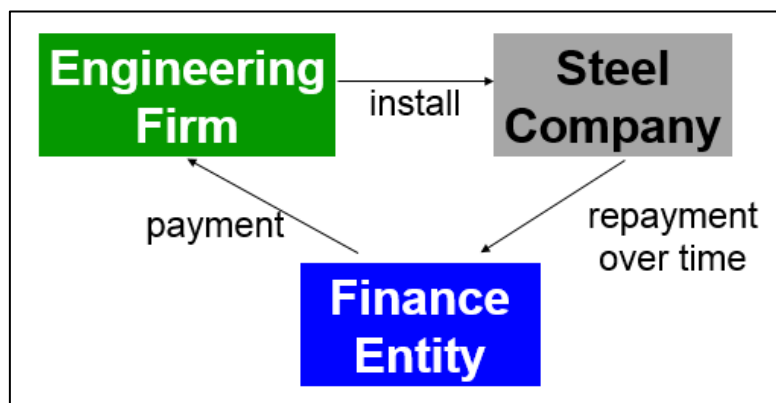 Engineering
Firm
install
Steel
Company
payment
repayment
over time
Finance
Entity